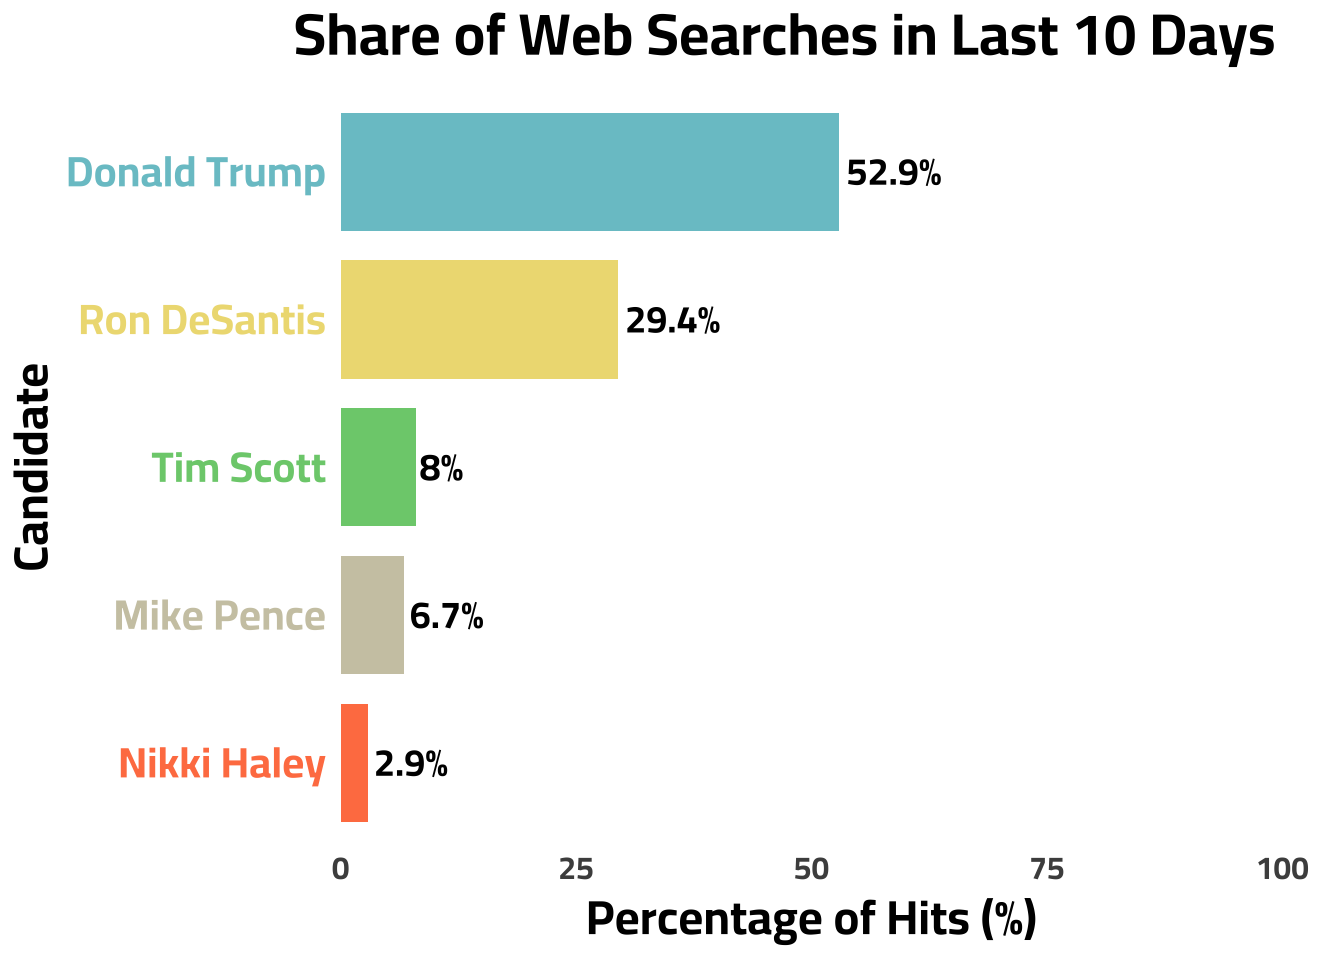 Share of Web Searches in Last 10 Days
Donald Trump
52.9%
Ron DeSantis
29.4%
Tim Scott
8%
Mike Pence
6.7%
Nikki Haley
2.9%
Candidate
0 25 50 75 100
Percentage of Hits (%)